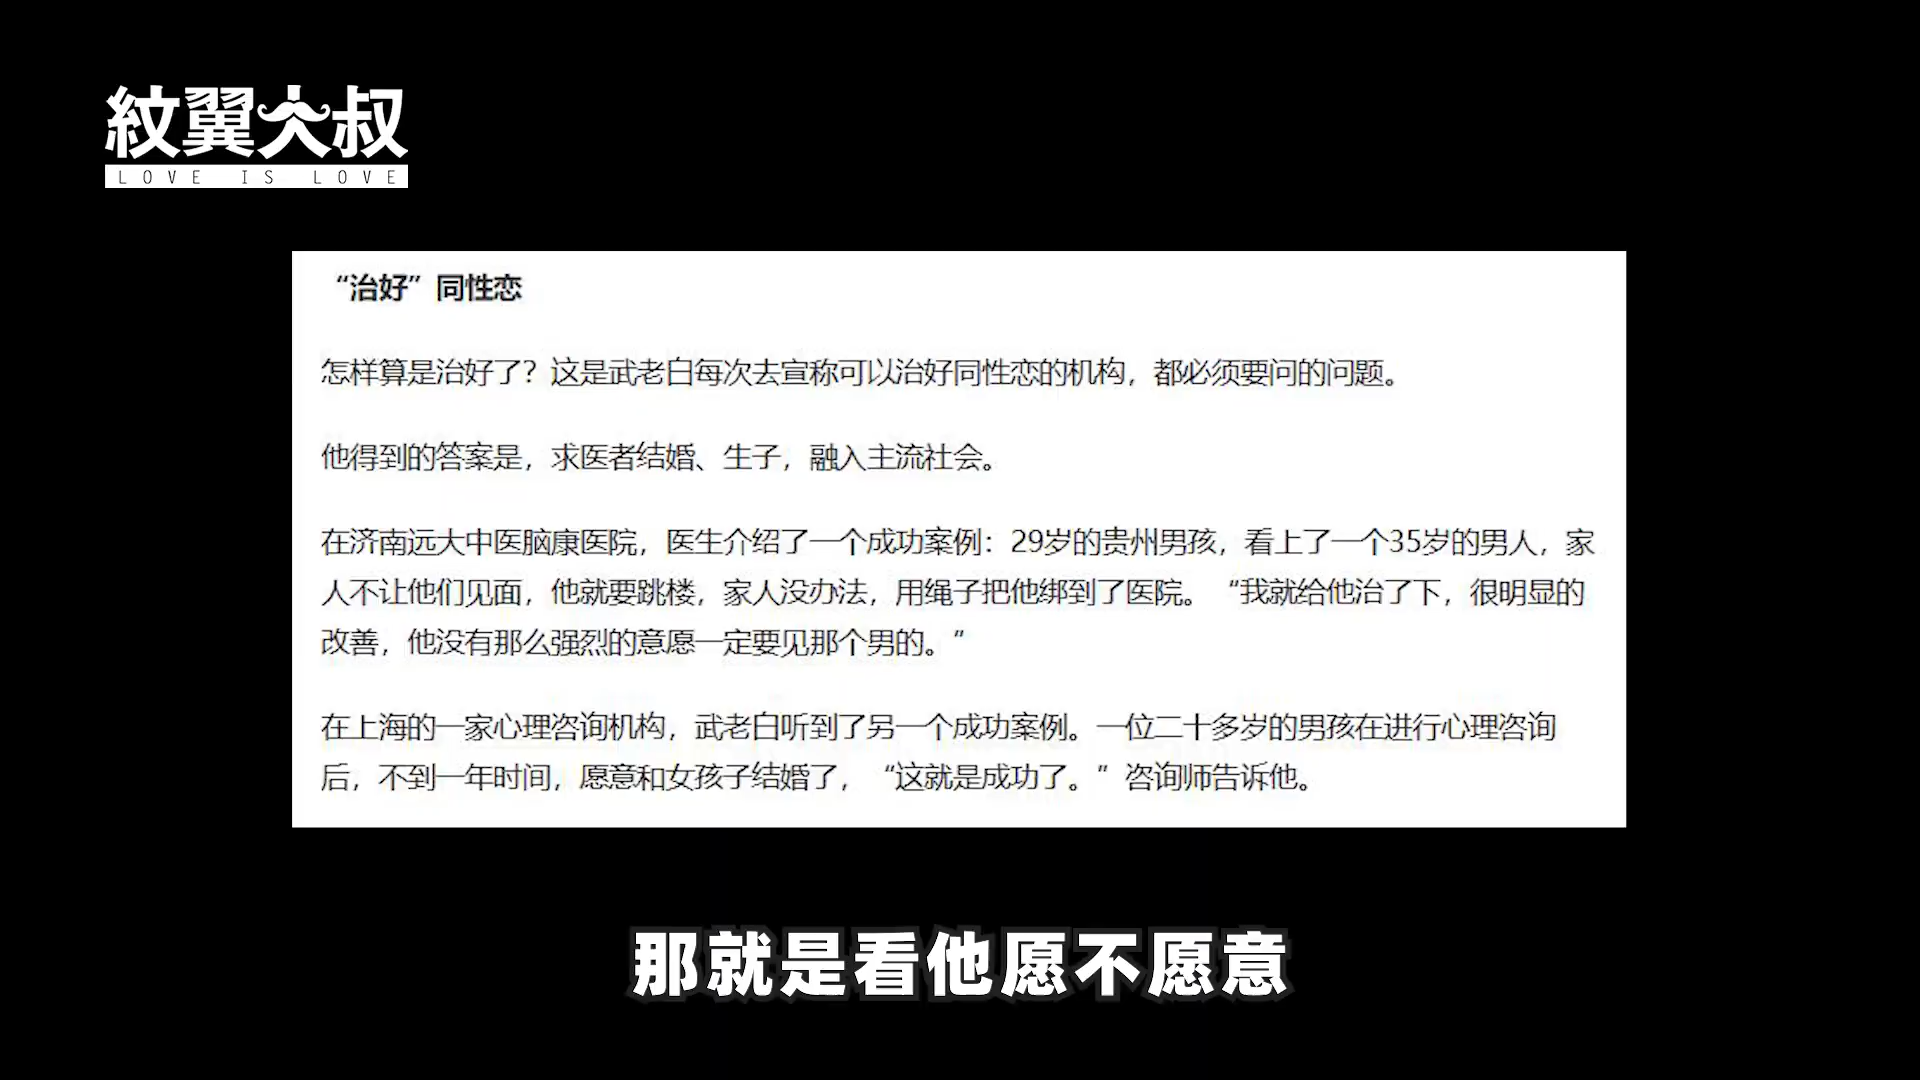 紋翼大叔
LOVE IS LOVE
“治好”同性恋
怎样算是治好了？这是武老白每次去宣称可以治好同性恋的机构，都必须要问的问题。
他得到的答案是，求医者结婚、生子，融入主流社会。
在济南远大中医脑康医院，医生介绍了一个成功案例：29岁的贵州男孩，看上了一个35岁的男人，家
人不让他们见面，他就要跳楼，家人没办法，用绳子把他绑到了医院。“我就给他治了下，很明显的
改善，他没有那么强烈的意愿一定要见那个男的。”
在上海的一家心理咨询机构，武老白听到了另一个成功案例。一位二十多岁的男孩在进行心理咨询
后，不到一年时间，愿意和女孩子结婚了，“这就是成功了。”咨询师告诉他。
那就是看他愿不愿意